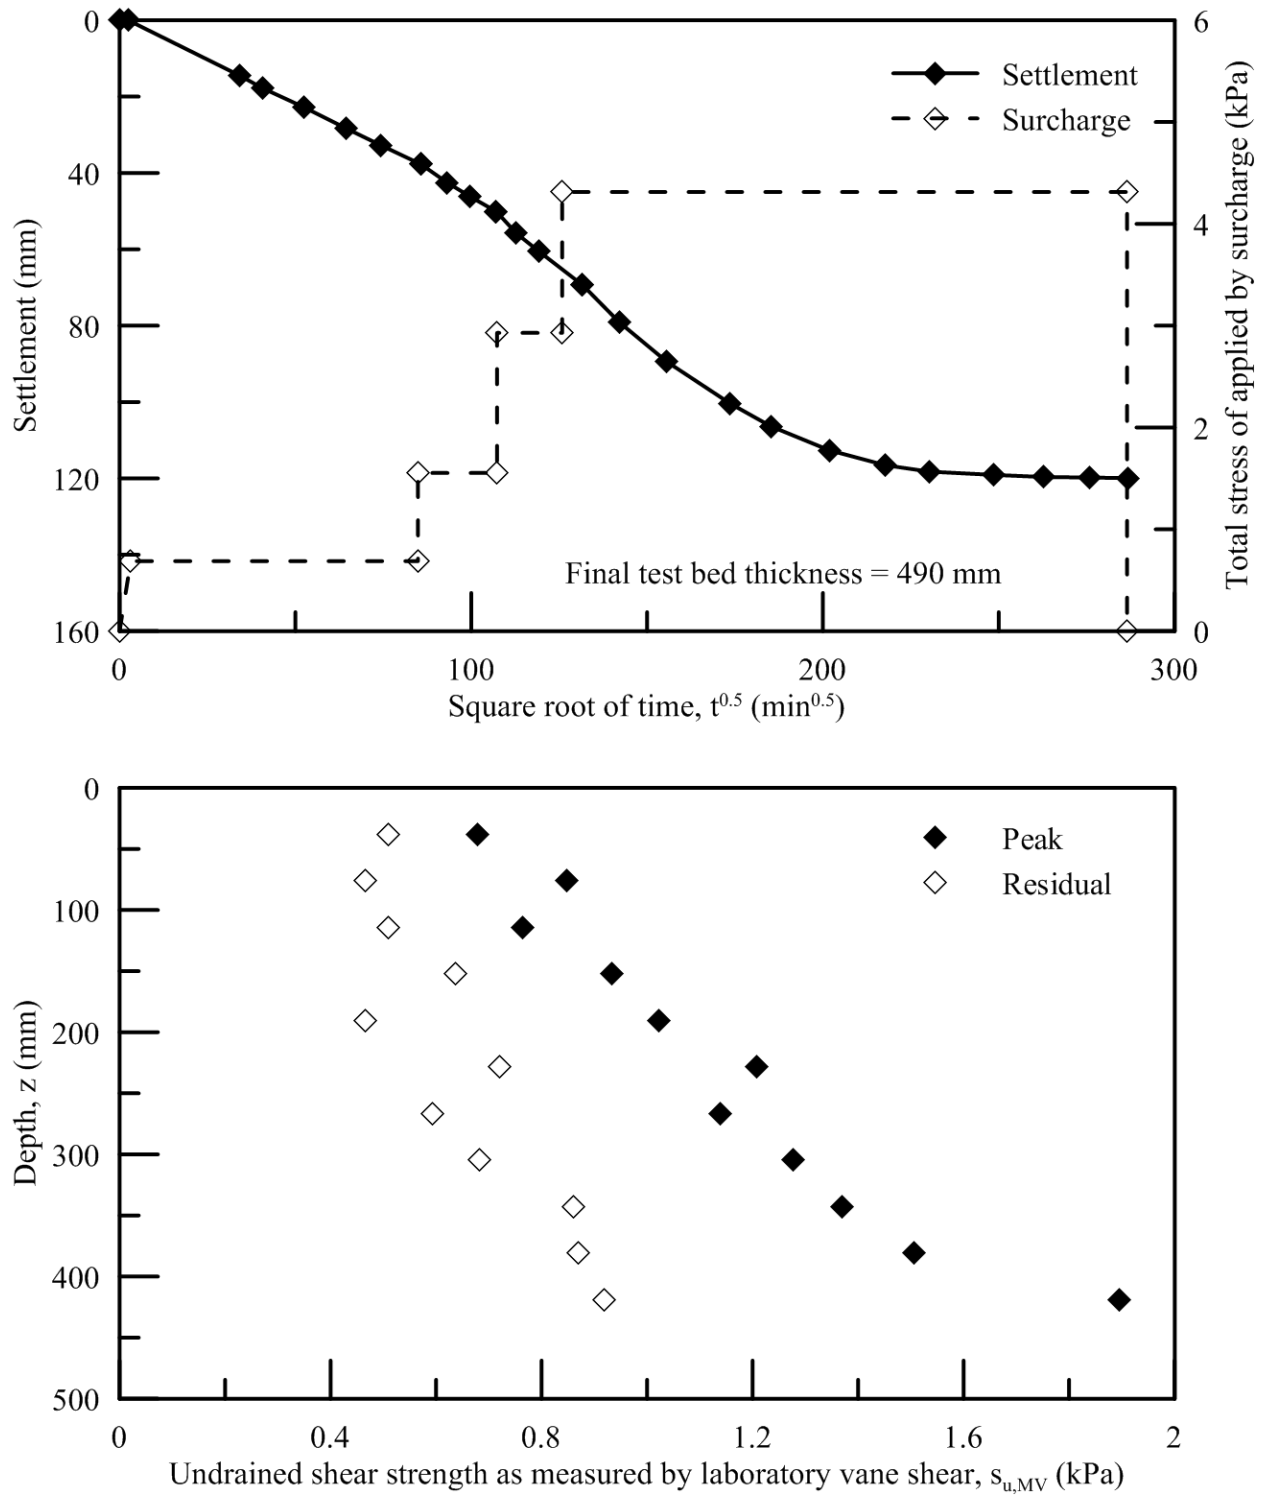 0
40
80
120
160
Settlement (mm)
6
4
2
0
Total stress of applied by surcharge (kPa)
Settlement
Surcharge
Final test bed thickness = 490 mm
0 100 200 300
Square root of time, t^0.5 (min^0.5)
0
100
200
300
400
500
Depth, z (mm)
Peak
Residual
0 0.4 0.8 1.2 1.6 2
Undrained shear strength as measured by laboratory vane shear, s_u,MV (kPa)